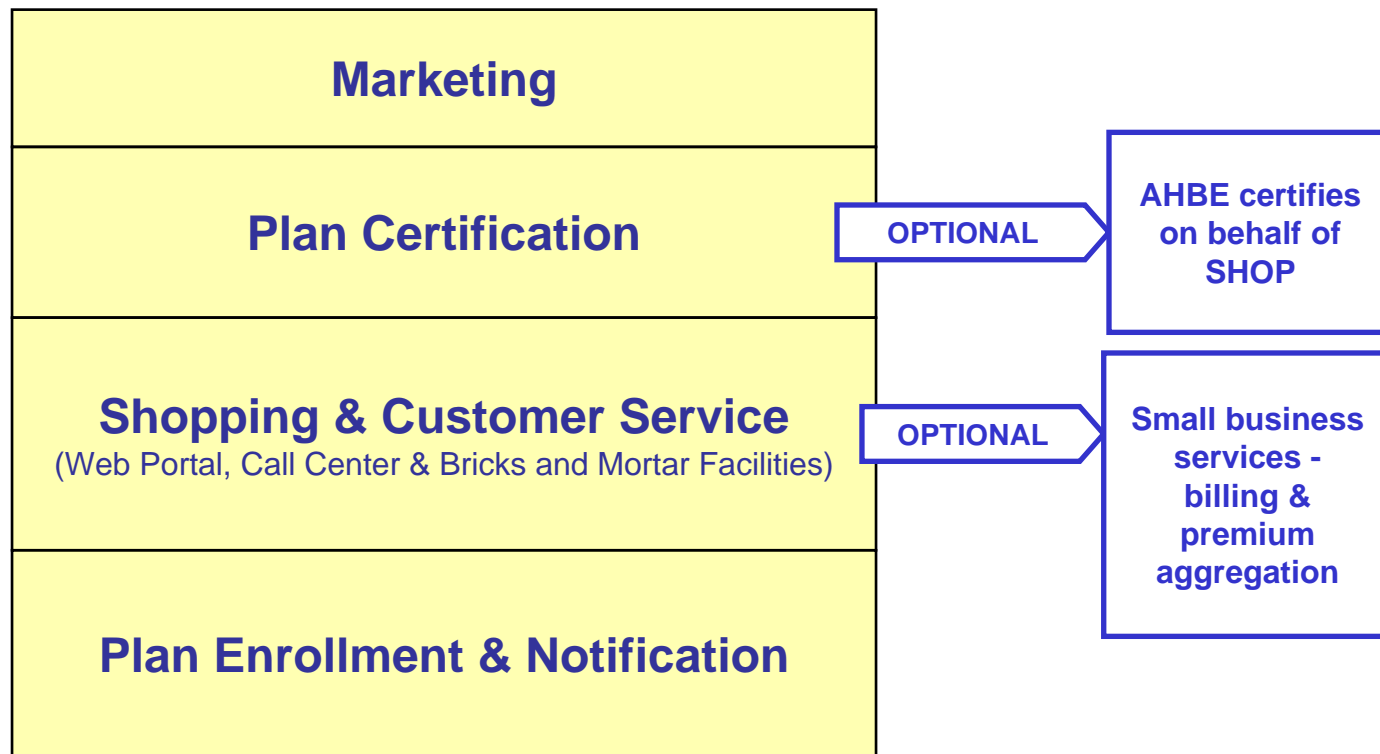 Marketing
Plan Certification
OPTIONAL
AHBE certifies
on behalf of
SHOP
Shopping & Customer Service
(Web Portal, Call Center & Bricks and Mortar Facilities)
OPTIONAL
Small business
services -
billing &
premium
aggregation
Plan Enrollment & Notification